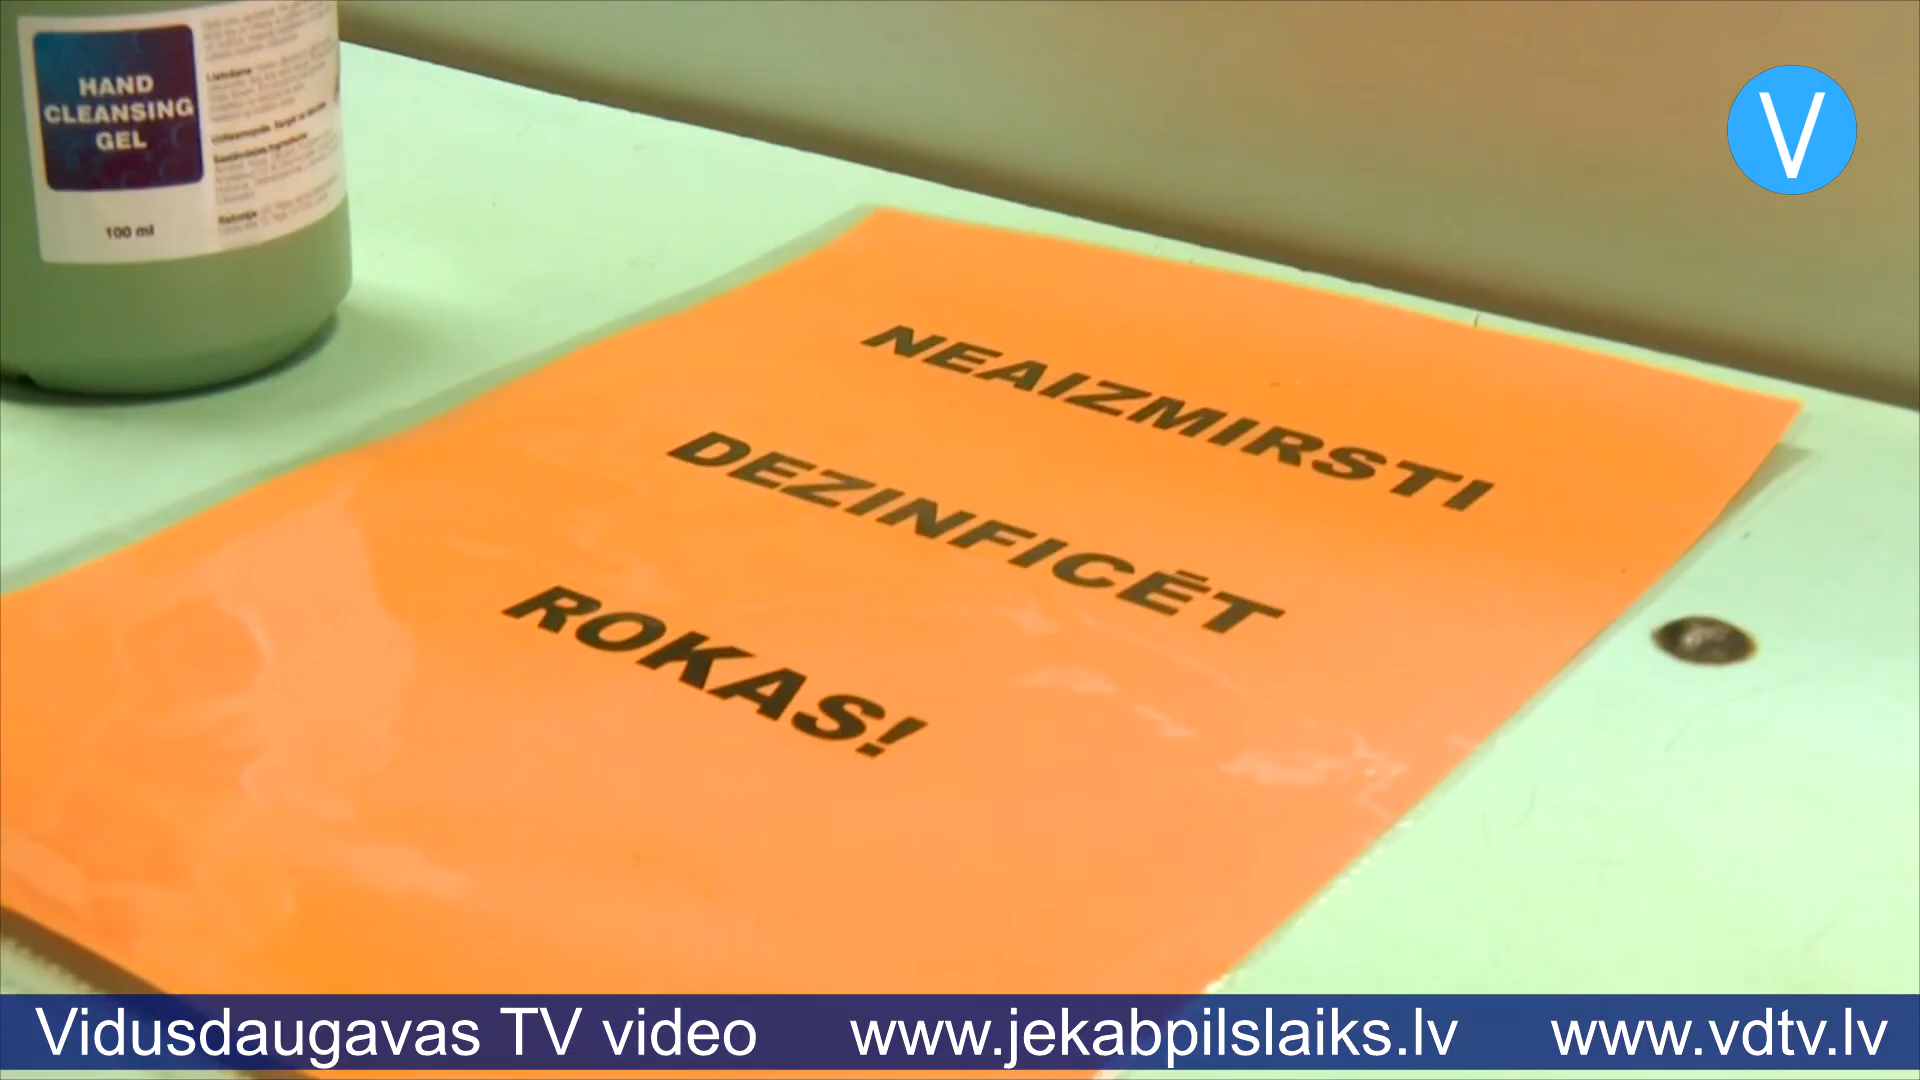 HAND
CLEANSING
GEL
100 ml
V
NEAIZMIRSTI
DEZINFICĒT
ROKAS!
Vidusdaugavas TV video www.jekabpilslaiks.lv www.vdtv.lv